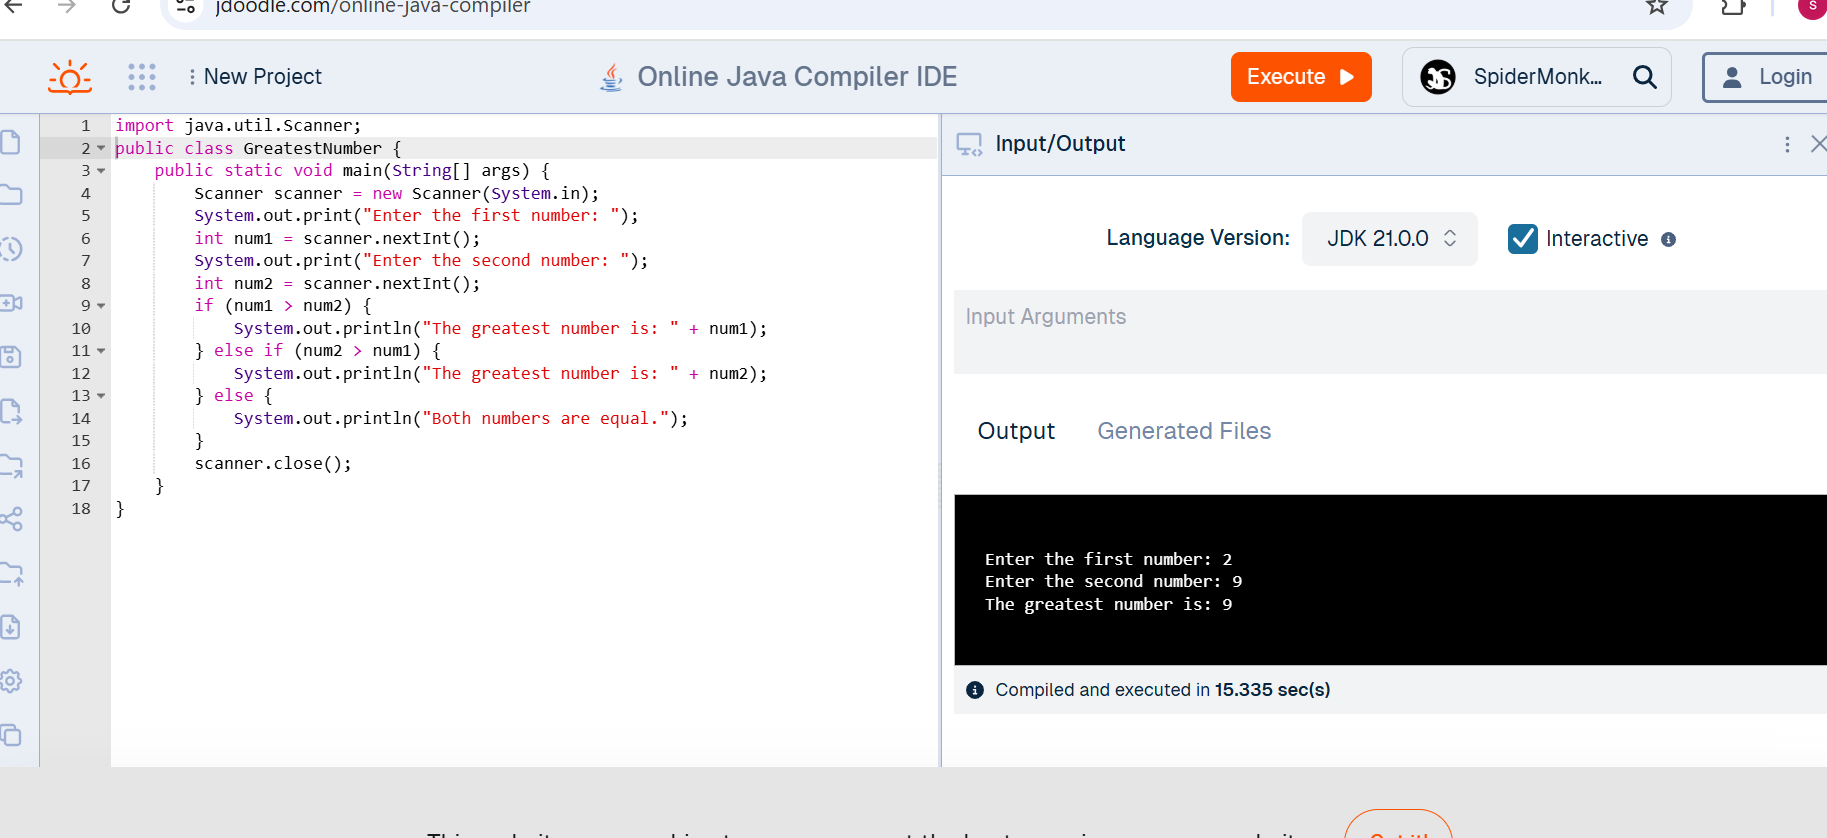 jdoodle.com/online-java-compiler
S
New Project
Online Java Compiler IDE
Execute
SpiderMonk...
Login
1 import java.util.Scanner;
2 public class GreatestNumber {
3 public static void main(String[] args) {
4 Scanner scanner = new Scanner(System.in);
5 System.out.print("Enter the first number: ");
6 int num1 = scanner.nextInt();
7 System.out.print("Enter the second number: ");
8 int num2 = scanner.nextInt();
9 if (num1 > num2) {
10 System.out.println("The greatest number is: " + num1);
11 } else if (num2 > num1) {
12 System.out.println("The greatest number is: " + num2);
13 } else {
14 System.out.println("Both numbers are equal.");
15 }
16 scanner.close();
17 }
18 }
Input/Output
Language Version:
JDK 21.0.0
Interactive
Input Arguments
Output
Generated Files
Enter the first number: 2
Enter the second number: 9
The greatest number is: 9
Compiled and executed in 15.335 sec(s)